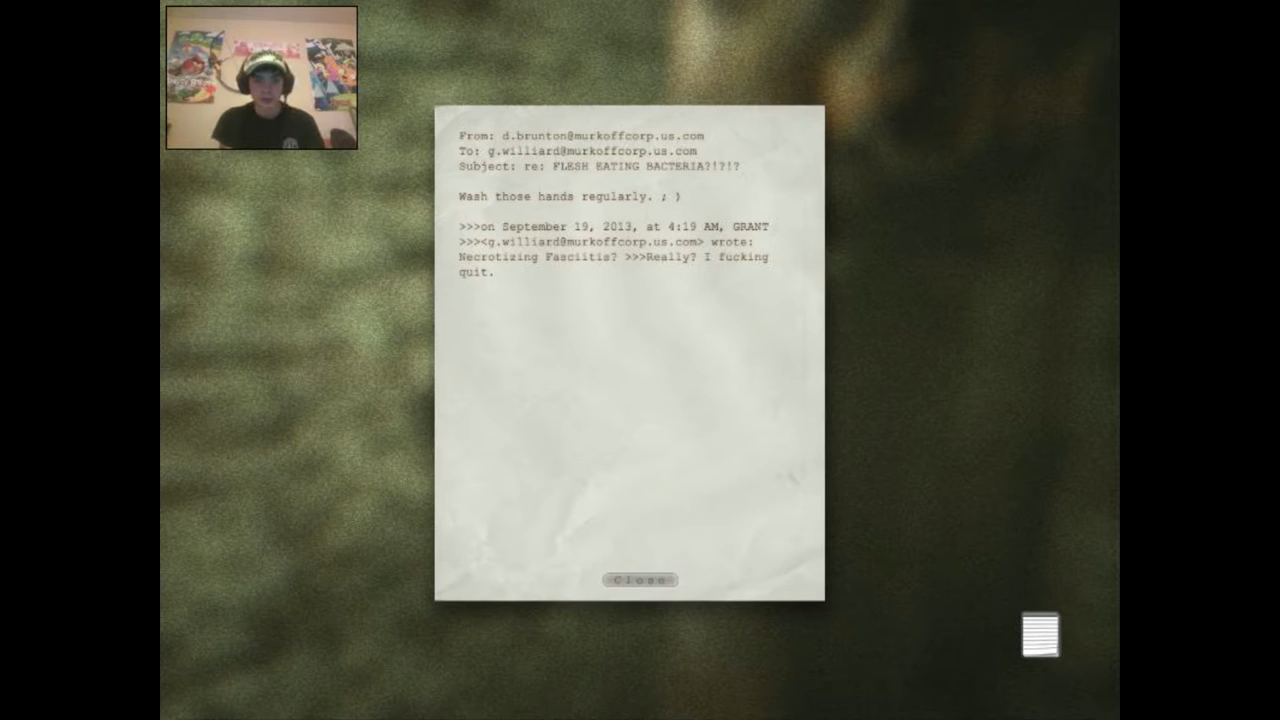 From: d.brunton@murkoffcorp.us.com
To: g.williard@murkoffcorp.us.com
Subject: re: FLESH EATING BACTERIA?!?!?
Wash those hands regularly. ; )
>>>on September 19, 2013, at 4:19 AM, GRANT
>>><g.williard@murkoffcorp.us.com> wrote:
Necrotizing Fasciitis? >>>Really? I fucking
quit.
Close